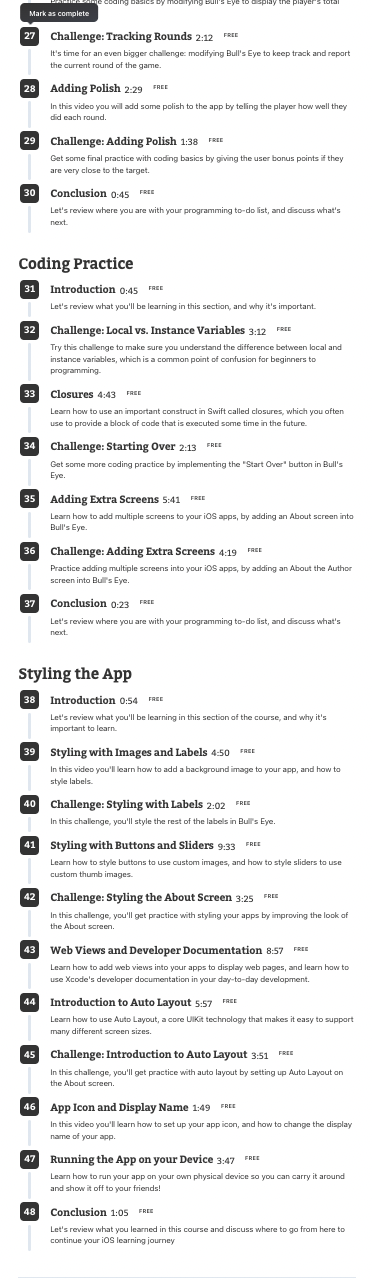 Practice some coding basics by modifying Bull's Eye to display the player's total
Mark as complete
27 Challenge: Tracking Rounds 2:12 FREE
It's time for an even bigger challenge: modifying Bull's Eye to keep track and report
the current round of the game.
28 Adding Polish 2:29 FREE
In this video you will add some polish to the app by telling the player how well they
did each round.
29 Challenge: Adding Polish 1:38 FREE
Get some final practice with coding basics by giving the user bonus points if they
are very close to the target.
30 Conclusion 0:45 FREE
Let's review where you are with your programming to-do list, and discuss what's
next.
Coding Practice
31 Introduction 0:45 FREE
Let's review what you'll be learning in this section, and why it's important.
32 Challenge: Local vs. Instance Variables 3:12 FREE
Try this challenge to make sure you understand the difference between local and
instance variables, which is a common point of confusion for beginners to
programming.
33 Closures 4:43 FREE
Learn how to use an important construct in Swift called closures, which you often
use to provide a block of code that is executed some time in the future.
34 Challenge: Starting Over 2:13 FREE
Get some more coding practice by implementing the "Start Over" button in Bull's
Eye.
35 Adding Extra Screens 5:41 FREE
Learn how to add multiple screens to your iOS apps, by adding an About screen into
Bull's Eye.
36 Challenge: Adding Extra Screens 4:19 FREE
Practice adding multiple screens into your iOS apps, by adding an About the Author
screen into Bull's Eye.
37 Conclusion 0:23 FREE
Let's review where you are with your programming to-do list, and discuss what's
next.
Styling the App
38 Introduction 0:54 FREE
Let's review what you'll be learning in this section of the course, and why it's
important to learn.
39 Styling with Images and Labels 4:50 FREE
In this video you'll learn how to add a background image to your app, and how to
style labels.
40 Challenge: Styling with Labels 2:02 FREE
In this challenge, you'll style the rest of the labels in Bull's Eye.
41 Styling with Buttons and Sliders 9:33 FREE
Learn how to style buttons to use custom images, and how to style sliders to use
custom thumb images.
42 Challenge: Styling the About Screen 3:25 FREE
In this challenge, you'll get practice with styling your apps by improving the look of
the About screen.
43 Web Views and Developer Documentation 8:57 FREE
Learn how to add web views into your apps to display web pages, and learn how to
use Xcode's developer documentation in your day-to-day development.
44 Introduction to Auto Layout 5:57 FREE
Learn how to use Auto Layout, a core UIKit technology that makes it easy to support
many different screen sizes.
45 Challenge: Introduction to Auto Layout 3:51 FREE
In this challenge, you'll get practice with auto layout by setting up Auto Layout on
the About screen.
46 App Icon and Display Name 1:49 FREE
In this video you'll learn how to set up your app icon, and how to change the display
name of your app.
47 Running the App on your Device 3:47 FREE
Learn how to run your app on your own physical device so you can carry it around
and show it off to your friends!
48 Conclusion 1:05 FREE
Let's review what you learned in this course and discuss where to go from here to
continue your iOS learning journey